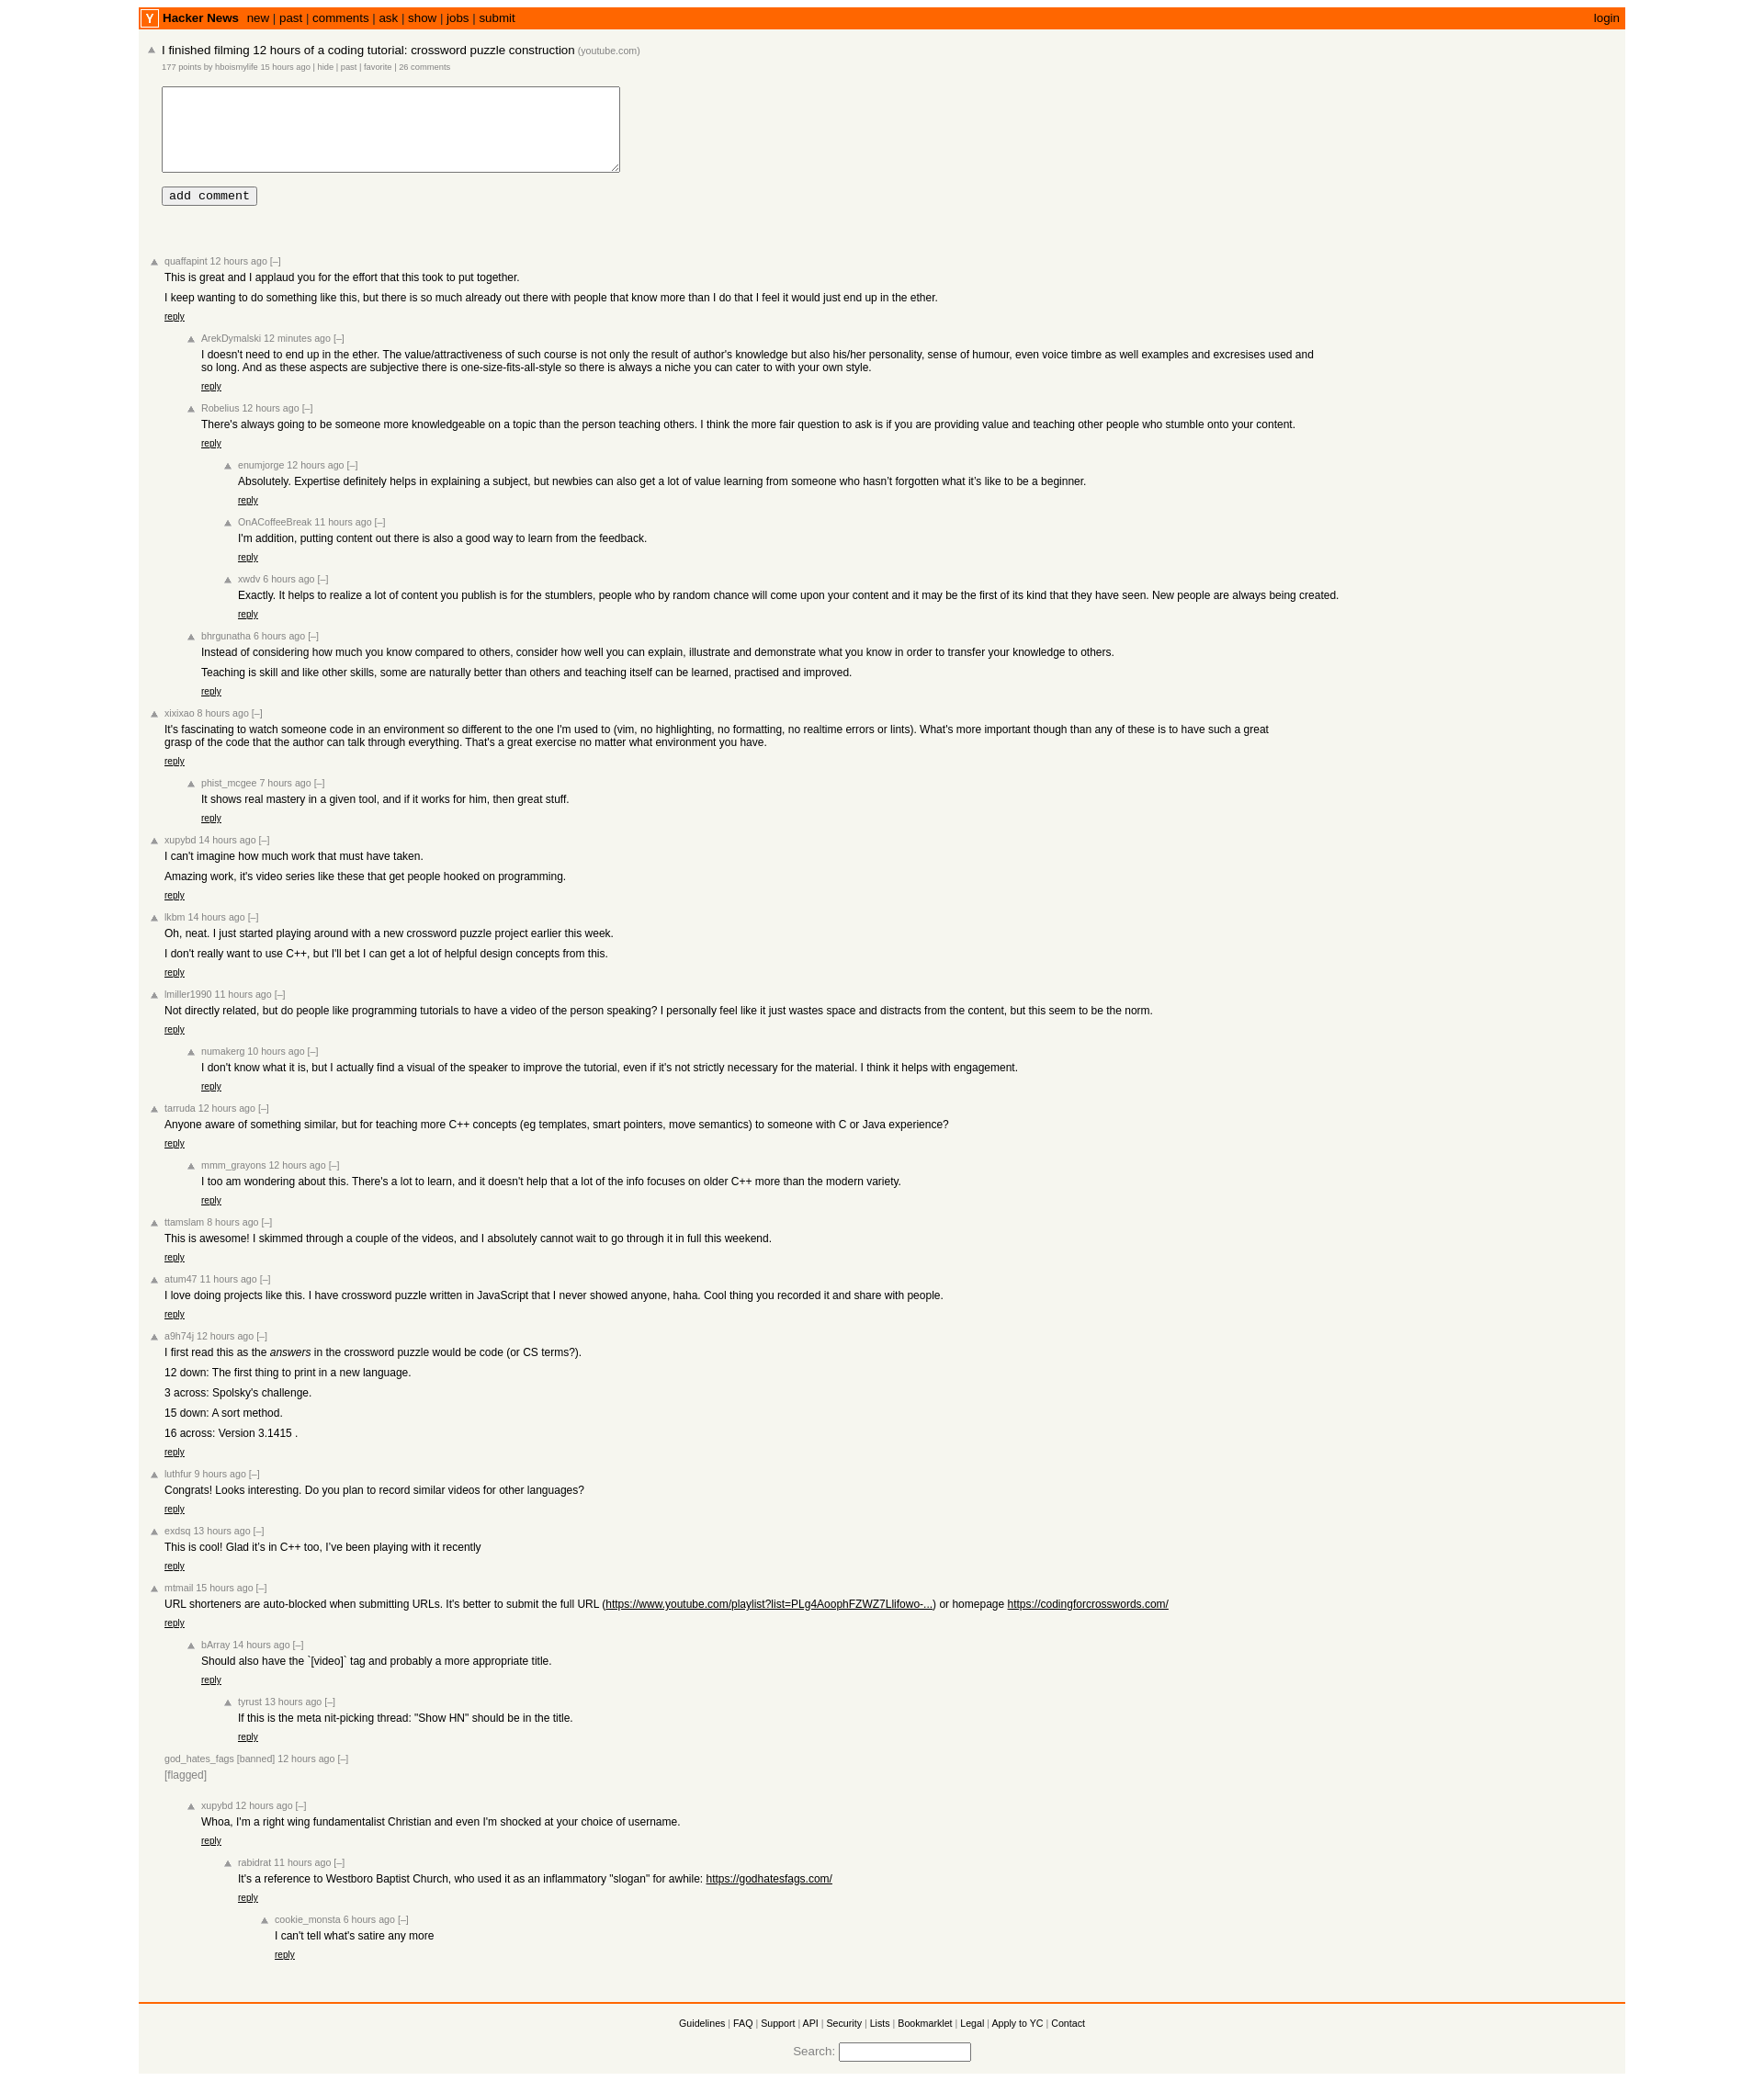 Y Hacker News new | past | comments | ask | show | jobs | submit login
I finished filming 12 hours of a coding tutorial: crossword puzzle construction (youtube.com)
177 points by hboismylife 15 hours ago | hide | past | favorite | 26 comments
add comment
quaffapint 12 hours ago [–]
This is great and I applaud you for the effort that this took to put together.
I keep wanting to do something like this, but there is so much already out there with people that know more than I do that I feel it would just end up in the ether.
reply
ArekDymalski 12 minutes ago [–]
I doesn't need to end up in the ether. The value/attractiveness of such course is not only the result of author's knowledge but also his/her personality, sense of humour, even voice timbre as well examples and excresises used and
so long. And as these aspects are subjective there is one-size-fits-all-style so there is always a niche you can cater to with your own style.
reply
Robelius 12 hours ago [–]
There's always going to be someone more knowledgeable on a topic than the person teaching others. I think the more fair question to ask is if you are providing value and teaching other people who stumble onto your content.
reply
enumjorge 12 hours ago [–]
Absolutely. Expertise definitely helps in explaining a subject, but newbies can also get a lot of value learning from someone who hasn’t forgotten what it’s like to be a beginner.
reply
OnACoffeeBreak 11 hours ago [–]
I'm addition, putting content out there is also a good way to learn from the feedback.
reply
xwdv 6 hours ago [–]
Exactly. It helps to realize a lot of content you publish is for the stumblers, people who by random chance will come upon your content and it may be the first of its kind that they have seen. New people are always being created.
reply
bhrgunatha 6 hours ago [–]
Instead of considering how much you know compared to others, consider how well you can explain, illustrate and demonstrate what you know in order to transfer your knowledge to others.
Teaching is skill and like other skills, some are naturally better than others and teaching itself can be learned, practised and improved.
reply
xixixao 8 hours ago [–]
It's fascinating to watch someone code in an environment so different to the one I'm used to (vim, no highlighting, no formatting, no realtime errors or lints). What's more important though than any of these is to have such a great
grasp of the code that the author can talk through everything. That's a great exercise no matter what environment you have.
reply
phist_mcgee 7 hours ago [–]
It shows real mastery in a given tool, and if it works for him, then great stuff.
reply
xupybd 14 hours ago [–]
I can't imagine how much work that must have taken.
Amazing work, it's video series like these that get people hooked on programming.
reply
lkbm 14 hours ago [–]
Oh, neat. I just started playing around with a new crossword puzzle project earlier this week.
I don't really want to use C++, but I'll bet I can get a lot of helpful design concepts from this.
reply
lmiller1990 11 hours ago [–]
Not directly related, but do people like programming tutorials to have a video of the person speaking? I personally feel like it just wastes space and distracts from the content, but this seem to be the norm.
reply
numakerg 10 hours ago [–]
I don't know what it is, but I actually find a visual of the speaker to improve the tutorial, even if it's not strictly necessary for the material. I think it helps with engagement.
reply
tarruda 12 hours ago [–]
Anyone aware of something similar, but for teaching more C++ concepts (eg templates, smart pointers, move semantics) to someone with C or Java experience?
reply
mmm_grayons 12 hours ago [–]
I too am wondering about this. There's a lot to learn, and it doesn't help that a lot of the info focuses on older C++ more than the modern variety.
reply
ttamslam 8 hours ago [–]
This is awesome! I skimmed through a couple of the videos, and I absolutely cannot wait to go through it in full this weekend.
reply
atum47 11 hours ago [–]
I love doing projects like this. I have crossword puzzle written in JavaScript that I never showed anyone, haha. Cool thing you recorded it and share with people.
reply
a9h74j 12 hours ago [–]
I first read this as the answers in the crossword puzzle would be code (or CS terms?).
12 down: The first thing to print in a new language.
3 across: Spolsky's challenge.
15 down: A sort method.
16 across: Version 3.1415 .
reply
luthfur 9 hours ago [–]
Congrats! Looks interesting. Do you plan to record similar videos for other languages?
reply
exdsq 13 hours ago [–]
This is cool! Glad it’s in C++ too, I’ve been playing with it recently
reply
mtmail 15 hours ago [–]
URL shorteners are auto-blocked when submitting URLs. It's better to submit the full URL (https://www.youtube.com/playlist?list=PLg4AoophFZWZ7Llifowo-...) or homepage https://codingforcrosswords.com/
reply
bArray 14 hours ago [–]
Should also have the `[video]` tag and probably a more appropriate title.
reply
tyrust 13 hours ago [–]
If this is the meta nit-picking thread: "Show HN" should be in the title.
reply
god_hates_fags [banned] 12 hours ago [–]
[flagged]
xupybd 12 hours ago [–]
Whoa, I'm a right wing fundamentalist Christian and even I'm shocked at your choice of username.
reply
rabidrat 11 hours ago [–]
It's a reference to Westboro Baptist Church, who used it as an inflammatory "slogan" for awhile: https://godhatesfags.com/
reply
cookie_monsta 6 hours ago [–]
I can't tell what's satire any more
reply
Guidelines | FAQ | Support | API | Security | Lists | Bookmarklet | Legal | Apply to YC | Contact
Search: